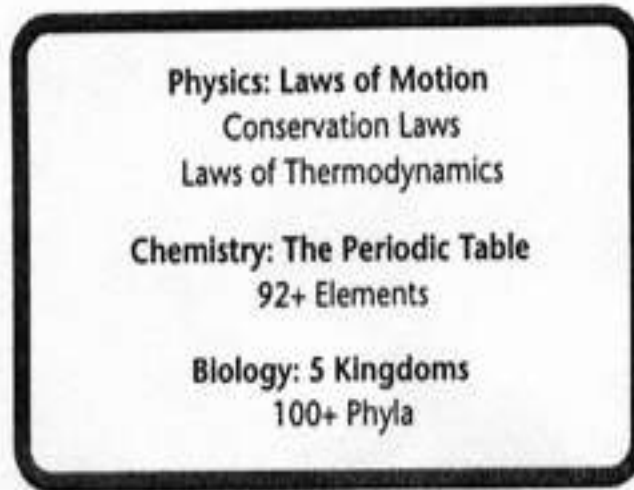 Physics: Laws of Motion
Conservation Laws
Laws of Thermodynamics
Chemistry: The Periodic Table
92+ Elements
Biology: 5 Kingdoms
100+ Phyla